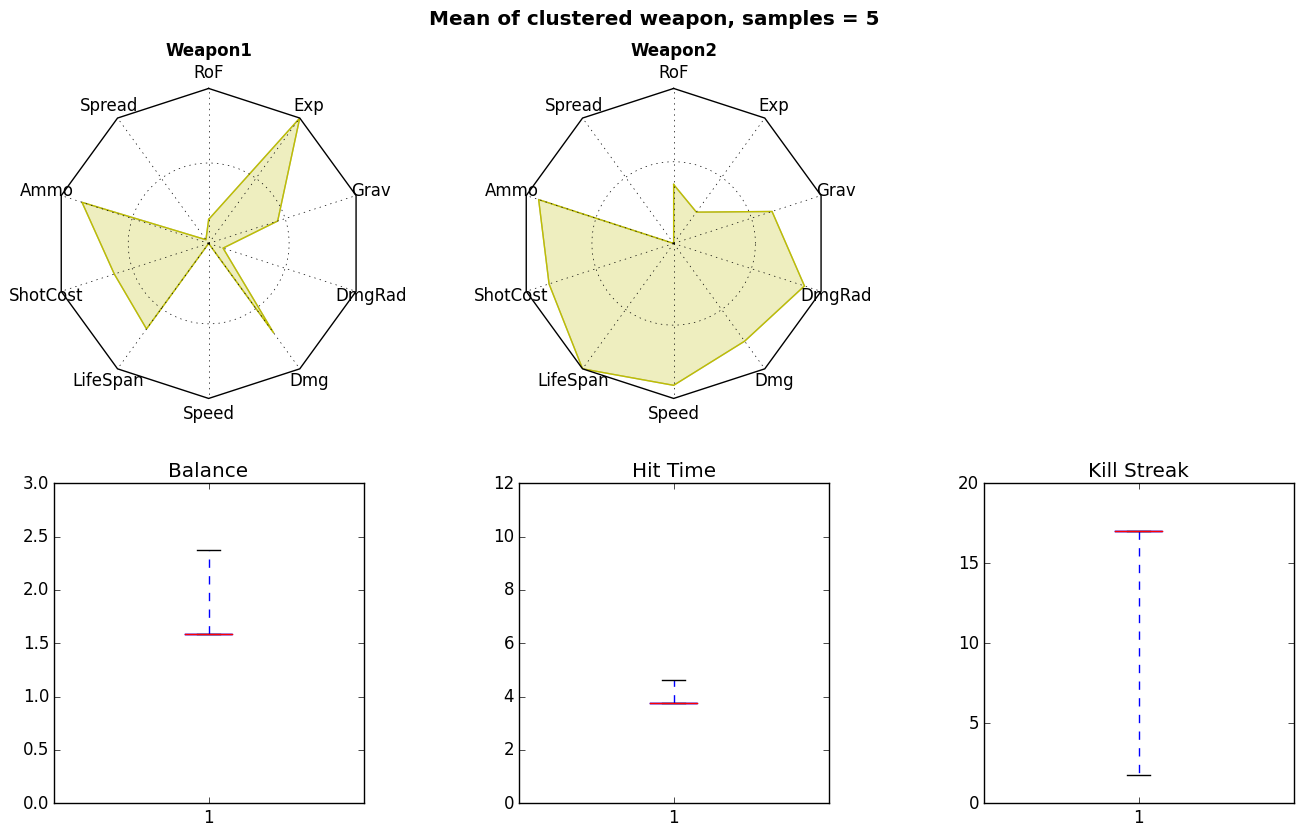 Mean of clustered weapon, samples = 5
Weapon1
RoF
Spread
Exp
Ammo
Grav
ShotCost
DmgRad
LifeSpan
Dmg
Speed
Weapon2
RoF
Spread
Exp
Ammo
Grav
ShotCost
DmgRad
LifeSpan
Dmg
Speed
Balance
3.0
2.5
2.0
1.5
1.0
0.5
0.0
1
Hit Time
12
10
8
6
4
2
0
1
Kill Streak
20
15
10
5
0
1